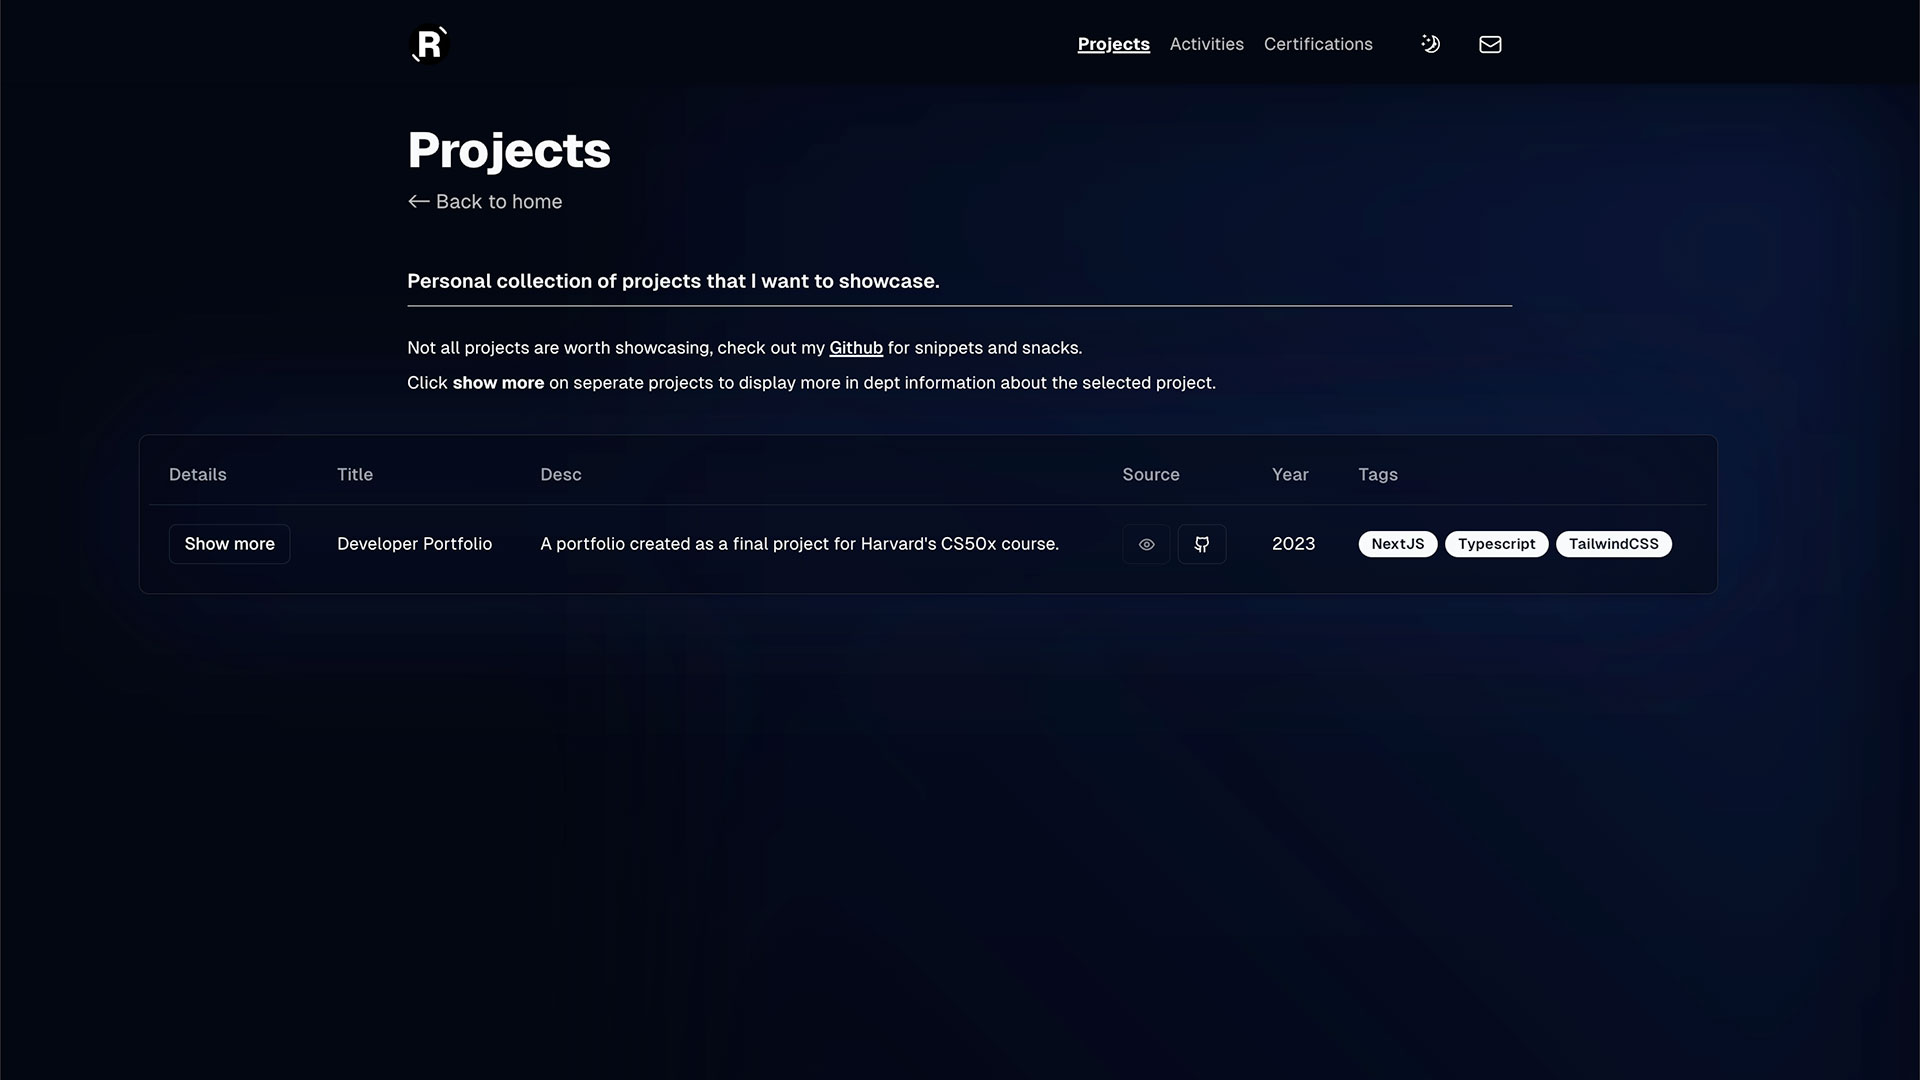 R
Projects Activities Certifications
Projects
← Back to home
Personal collection of projects that I want to showcase.
Not all projects are worth showcasing, check out my Github for snippets and snacks.
Click show more on seperate projects to display more in dept information about the selected project.
Details Title Desc Source Year Tags
Show more Developer Portfolio A portfolio created as a final project for Harvard's CS50x course. 2023 NextJS Typescript TailwindCSS